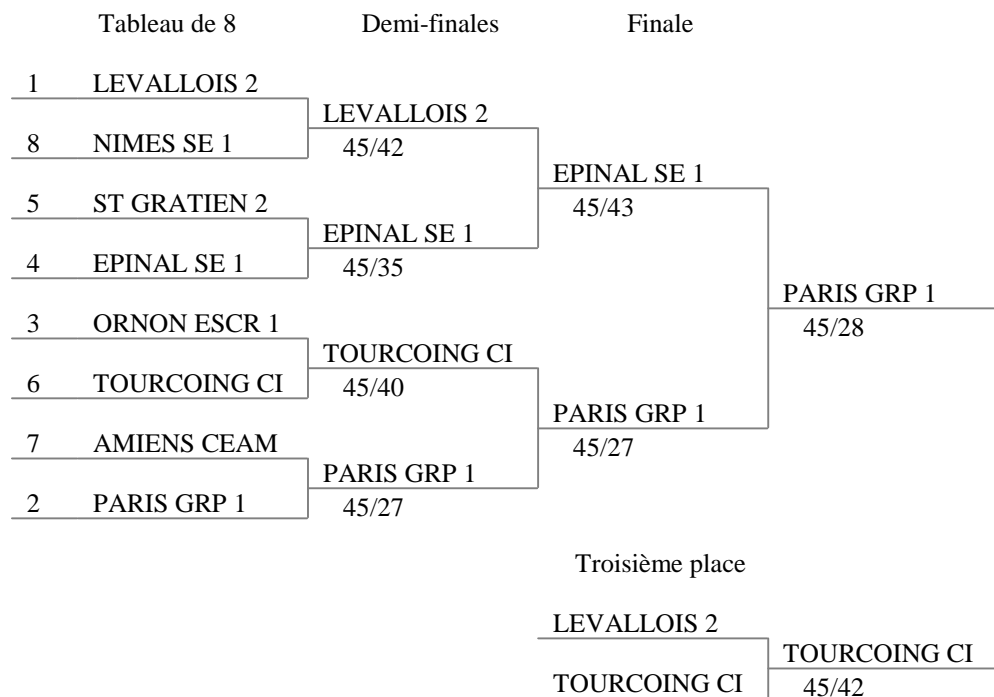 Tableau de 8 Demi-finales Finale
1 LEVALLOIS 2
LEVALLOIS 2
8 NIMES SE 1 45/42
EPINAL SE 1
5 ST GRATIEN 2 45/43
EPINAL SE 1
4 EPINAL SE 1 45/35
PARIS GRP 1
3 ORNON ESCR 1 45/28
TOURCOING CI
6 TOURCOING CI 45/40
PARIS GRP 1
7 AMIENS CEAM 45/27
PARIS GRP 1
2 PARIS GRP 1 45/27
Troisième place
LEVALLOIS 2
TOURCOING CI
TOURCOING CI 45/42